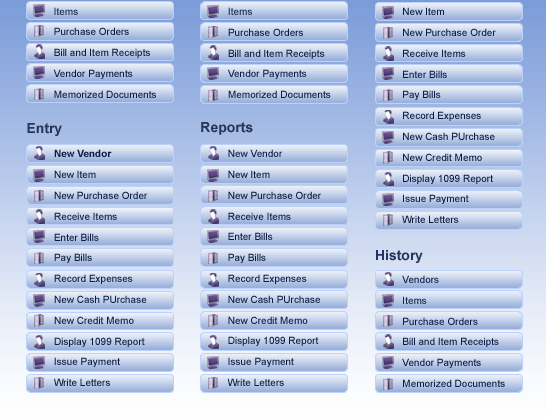 Items
Purchase Orders
Bill and Item Receipts
Vendor Payments
Memorized Documents
Entry
New Vendor
New Item
New Purchase Order
Receive Items
Enter Bills
Pay Bills
Record Expenses
New Cash PUrchase
New Credit Memo
Display 1099 Report
Issue Payment
Write Letters
Items
Purchase Orders
Bill and Item Receipts
Vendor Payments
Memorized Documents
Reports
New Vendor
New Item
New Purchase Order
Receive Items
Enter Bills
Pay Bills
Record Expenses
New Cash PUrchase
New Credit Memo
Display 1099 Report
Issue Payment
Write Letters
New Item
New Purchase Order
Receive Items
Enter Bills
Pay Bills
Record Expenses
New Cash PUrchase
New Credit Memo
Display 1099 Report
Issue Payment
Write Letters
History
Vendors
Items
Purchase Orders
Bill and Item Receipts
Vendor Payments
Memorized Documents